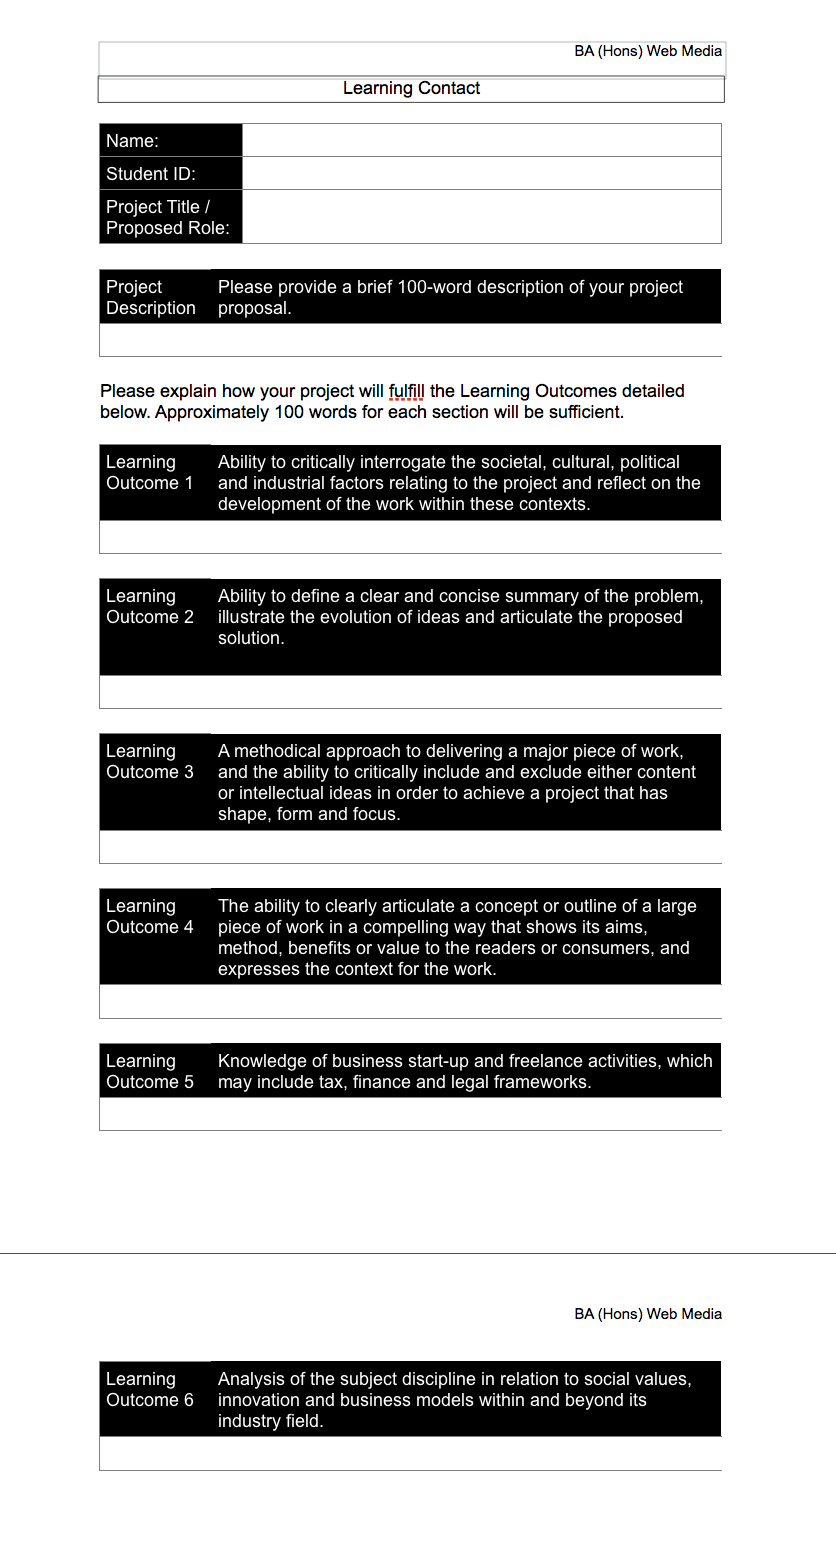 BA (Hons) Web Media
Learning Contact
Name:
Student ID:
Project Title /
Proposed Role:
Project
Description
Please provide a brief 100-word description of your project
proposal.
Please explain how your project will fulfill the Learning Outcomes detailed
below. Approximately 100 words for each section will be sufficient.
Learning
Outcome 1
Ability to critically interrogate the societal, cultural, political
and industrial factors relating to the project and reflect on the
development of the work within these contexts.
Learning
Outcome 2
Ability to define a clear and concise summary of the problem,
illustrate the evolution of ideas and articulate the proposed
solution.
Learning
Outcome 3
A methodical approach to delivering a major piece of work,
and the ability to critically include and exclude either content
or intellectual ideas in order to achieve a project that has
shape, form and focus.
Learning
Outcome 4
The ability to clearly articulate a concept or outline of a large
piece of work in a compelling way that shows its aims,
method, benefits or value to the readers or consumers, and
expresses the context for the work.
Learning
Outcome 5
Knowledge of business start-up and freelance activities, which
may include tax, finance and legal frameworks.
BA (Hons) Web Media
Learning
Outcome 6
Analysis of the subject discipline in relation to social values,
innovation and business models within and beyond its
industry field.